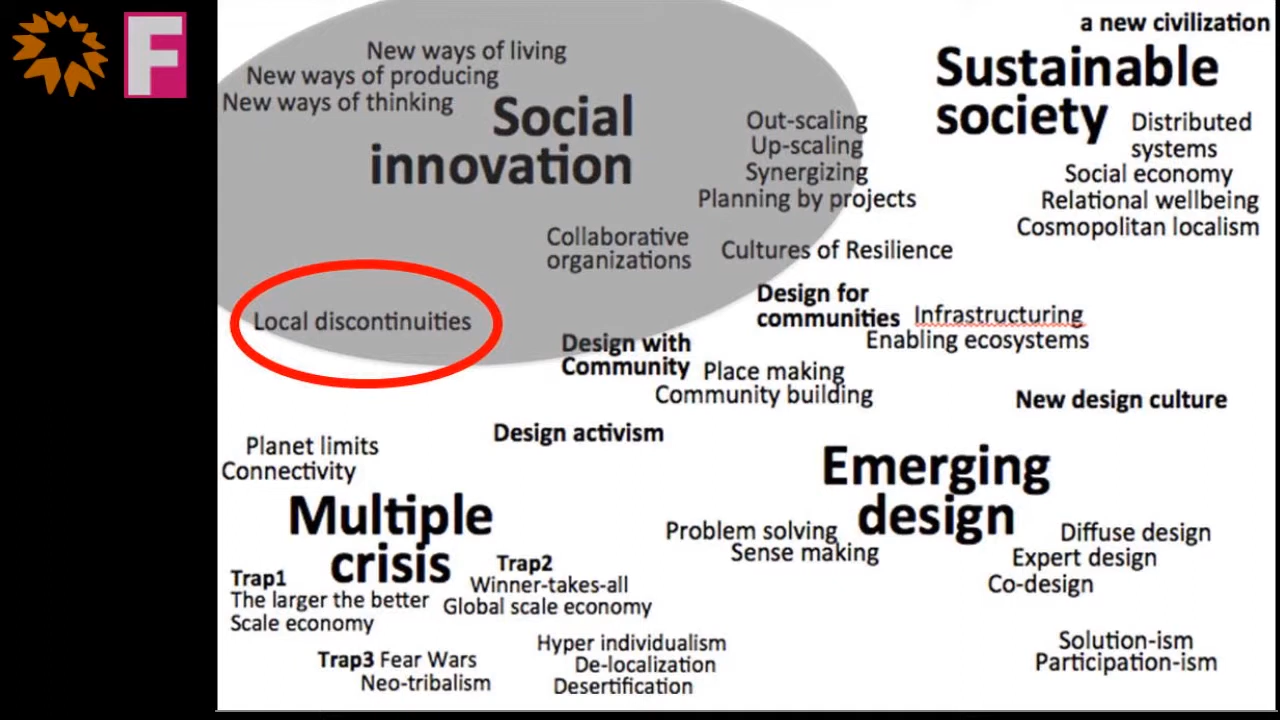 F
a new civilization
Sustainable
society
Distributed
systems
Social economy
Relational wellbeing
Cosmopolitan localism
New ways of living
New ways of producing
New ways of thinking
Social
innovation
Out-scaling
Up-scaling
Synergizing
Planning by projects
Collaborative
organizations
Cultures of Resilience
Local discontinuities
Design for
communities
Infrastructuring
Enabling ecosystems
Design with
Community
Place making
Community building
New design culture
Design activism
Planet limits
Connectivity
Multiple
crisis
Trap1
The larger the better
Scale economy
Trap2
Winner-takes-all
Global scale economy
Trap3 Fear Wars
Neo-tribalism
Hyper individualism
De-localization
Desertification
Emerging
design
Problem solving
Sense making
Diffuse design
Expert design
Co-design
Solution-ism
Participation-ism